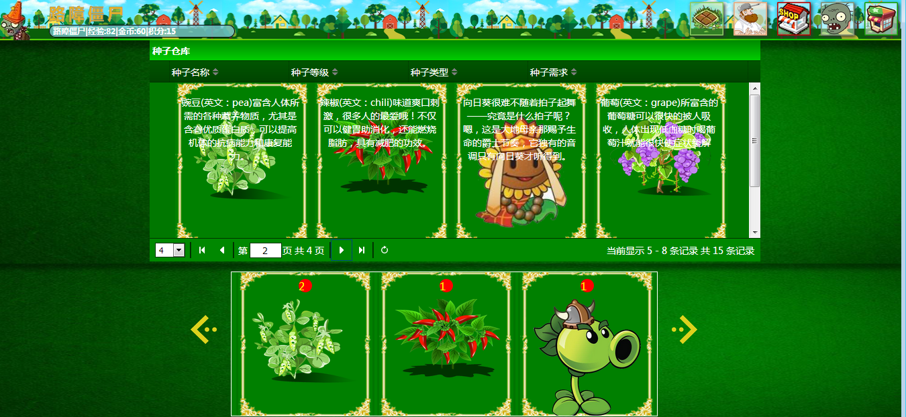 路障僵尸
路障僵尸|经验:82|金币:60|积分:15
SHOP
种子仓库
种子名称 种子等级 种子类型 种子需求
豌豆(英文：pea)富含人体所
需的各种营养物质，尤其是
含有优质蛋白质，可以提高
机体的抗病能力和康复能
力。
辣椒(英文：chili)味道爽口刺
激，很多人的最爱哦！不仅
可以健胃助消化，还能燃烧
脂肪，具有减肥的功效。
向日葵很难不随着拍子起舞
——究竟是什么拍子呢？
嗯，这是大地母亲那赐予生
命的爵士节奏，它独有的音
调只有向日葵才听得到。
葡萄(英文：grape)所富含的
葡萄糖可以很快的被人吸
收，人体出现低血糖时喝葡
萄汁就能很快使症状缓解
4 第 2 页 共 4 页 当前显示 5 - 8 条记录 共 15 条记录
2 1 1